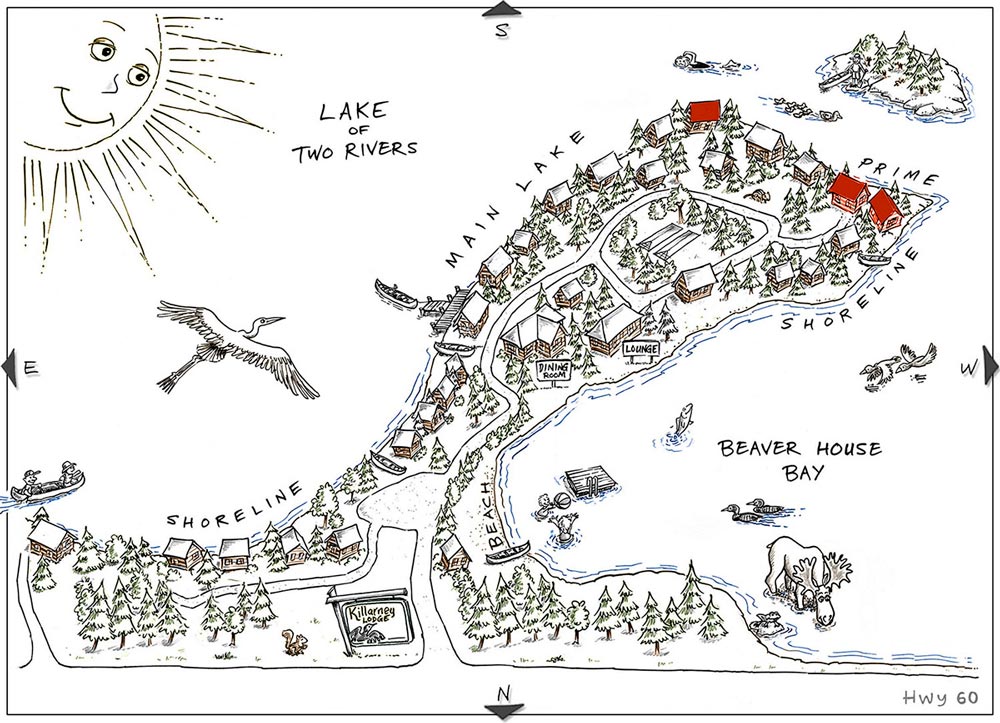 S
LAKE
OF
TWO RIVERS
MAIN LAKE
PRIME
SHORELINE
E
W
LOUNGE
DINING
ROOM
BEAVER HOUSE
BAY
SHORELINE
BEACH
Killarney
LODGE
N
Hwy 60